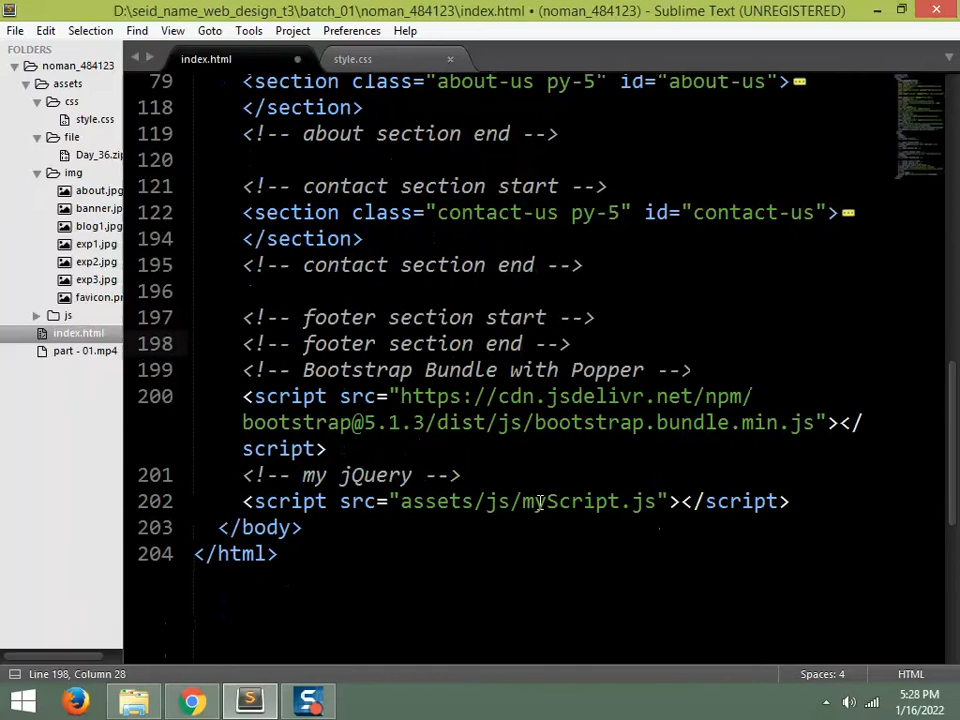 D:\seid_name_web_design_t3\batch_01\noman_484123\index.html • (noman_484123) - Sublime Text (UNREGISTERED)
File Edit Selection Find View Goto Tools Project Preferences Help
FOLDERS
noman_484123
assets
css
style.css
file
Day_36.zip
img
about.jpg
banner.jp
blog1.jpg
exp1.jpg
exp2.jpg
exp3.jpg
favicon.pr
js
index.html
part - 01.mp4
index.html style.css
79 <section class="about-us py-5" id="about-us">
118 </section>
119 <!-- about section end -->
120
121 <!-- contact section start -->
122 <section class="contact-us py-5" id="contact-us">
194 </section>
195 <!-- contact section end -->
196
197 <!-- footer section start -->
198 <!-- footer section end -->
199 <!-- Bootstrap Bundle with Popper -->
200 <script src="https://cdn.jsdelivr.net/npm/
bootstrap@5.1.3/dist/js/bootstrap.bundle.min.js"></
script>
201 <!-- my jQuery -->
202 <script src="assets/js/myScript.js"></script>
203 </body>
204 </html>
Line 198, Column 28 Spaces: 4 HTML
5:28 PM
1/16/2022